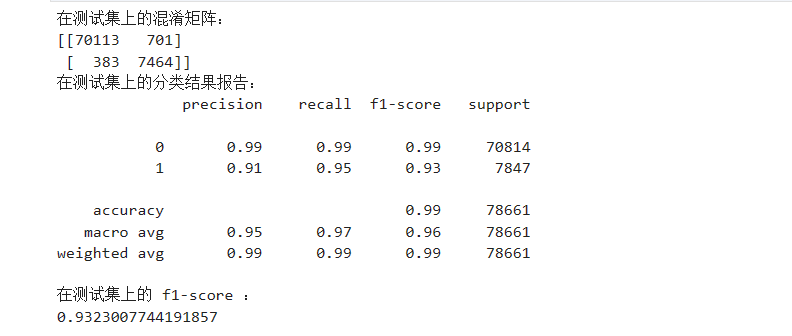 在测试集上的混淆矩阵:
[[70113   701]
 [  383  7464]]
在测试集上的分类结果报告:
              precision    recall  f1-score   support

           0       0.99      0.99      0.99     70814
           1       0.91      0.95      0.93      7847

    accuracy                           0.99     78661
   macro avg       0.95      0.97      0.96     78661
weighted avg       0.99      0.99      0.99     78661

在测试集上的 f1-score :
0.9323007744191857